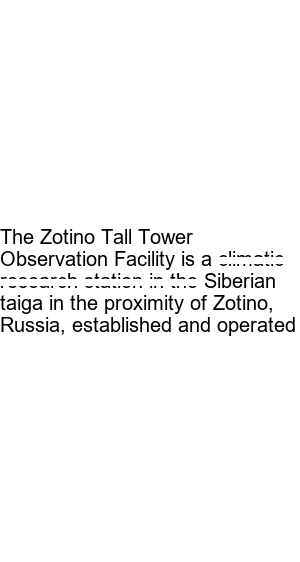 The Zotino Tall Tower
Observation Facility is a climatic
research station in the Siberian
taiga in the proximity of Zotino,
Russia, established and operated